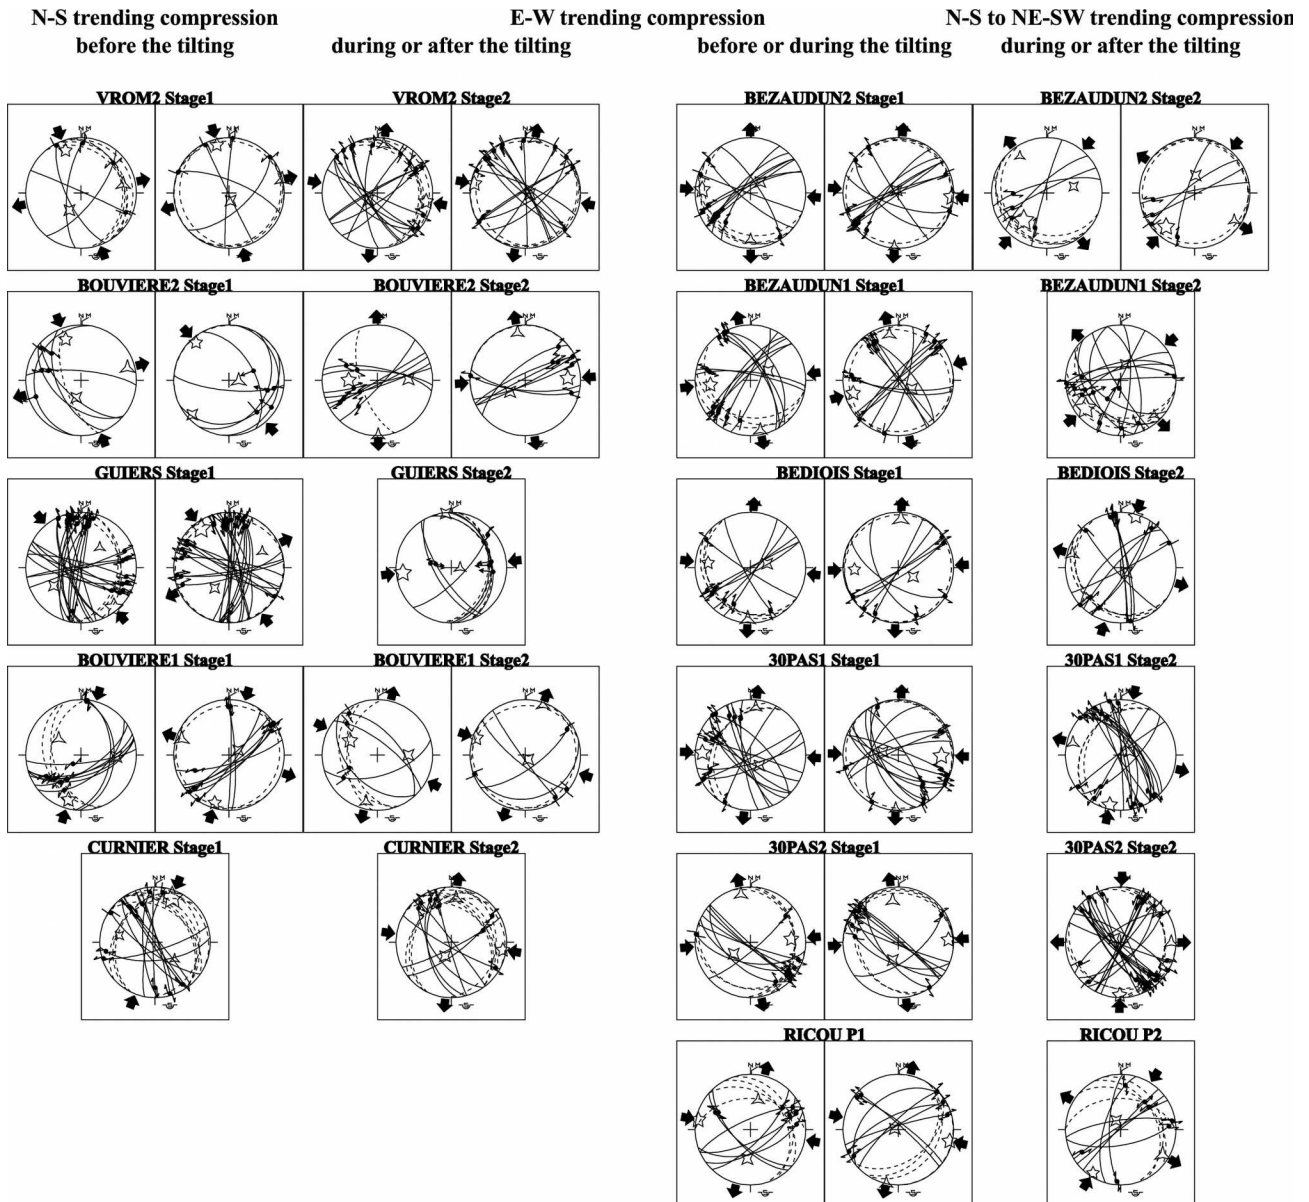 N-S trending compression
before the tilting
E-W trending compression
during or after the tilting
before or during the tilting
N-S to NE-SW trending compression
during or after the tilting
VROM2 Stage1
VROM2 Stage2
BEZAUDUN2 Stage1
BEZAUDUN2 Stage2
BOUVIERE2 Stage1
BOUVIERE2 Stage2
BEZAUDUN1 Stage1
BEZAUDUN1 Stage2
GUIERS Stage1
GUIERS Stage2
BEDIOIS Stage1
BEDIOIS Stage2
BOUVIERE1 Stage1
BOUVIERE1 Stage2
30PAS1 Stage1
30PAS1 Stage2
CURNIER Stage1
CURNIER Stage2
30PAS2 Stage1
30PAS2 Stage2
RICOU P1
RICOU P2